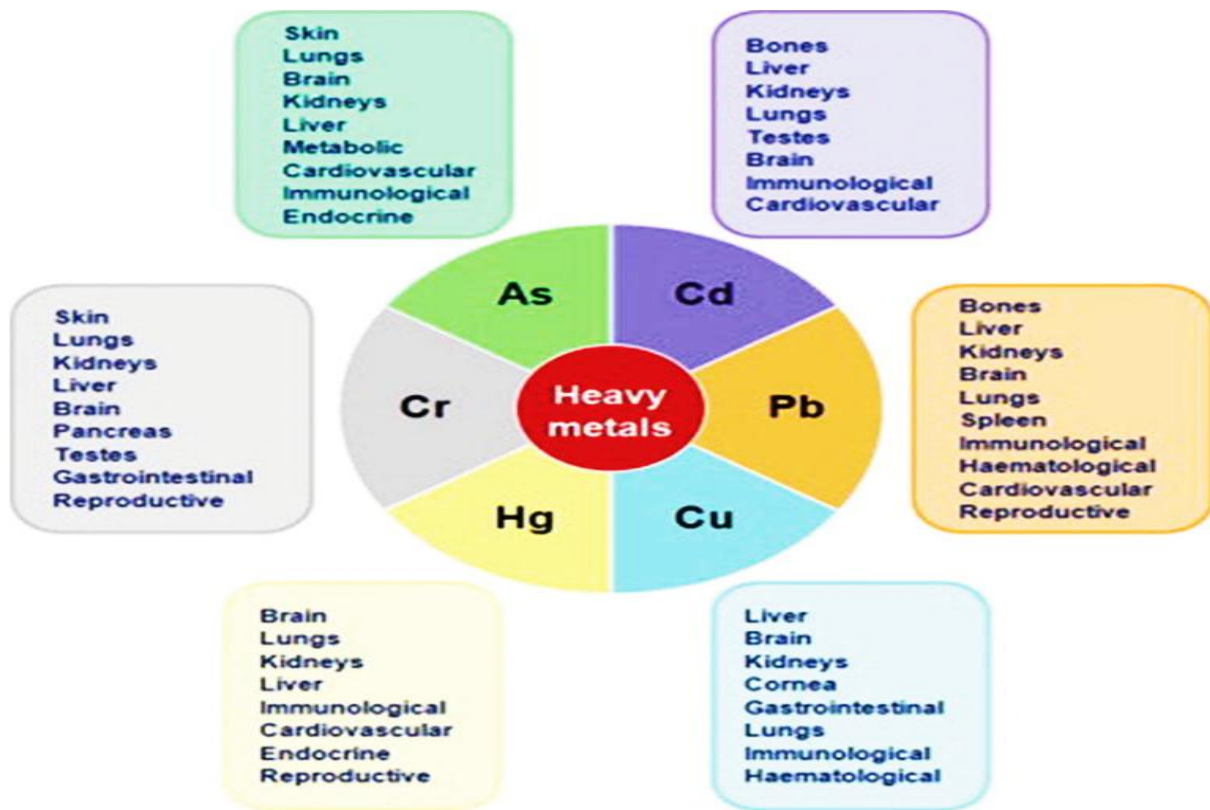 Skin
Lungs
Brain
Kidneys
Liver
Metabolic
Cardiovascular
Immunological
Endocrine
Bones
Liver
Kidneys
Lungs
Testes
Brain
Immunological
Cardiovascular
As
Cd
Skin
Lungs
Kidneys
Liver
Brain
Pancreas
Testes
Gastrointestinal
Reproductive
Cr
Heavy
metals
Pb
Bones
Liver
Kidneys
Brain
Lungs
Spleen
Immunological
Haematological
Cardiovascular
Reproductive
Hg
Cu
Brain
Lungs
Kidneys
Liver
Immunological
Cardiovascular
Endocrine
Reproductive
Liver
Brain
Kidneys
Cornea
Gastrointestinal
Lungs
Immunological
Haematological